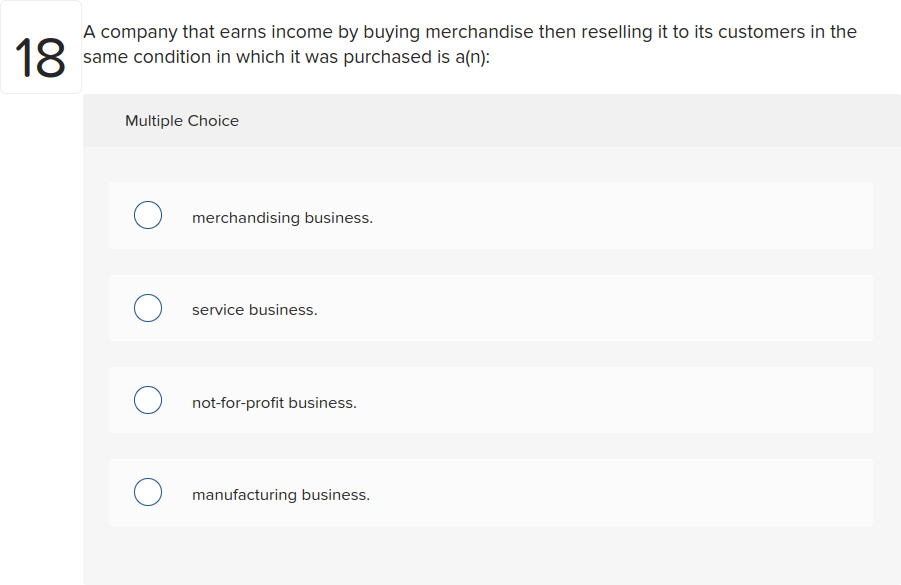 18
A company that earns income by buying merchandise then reselling it to its customers in the
same condition in which it was purchased is a(n):
Multiple Choice
merchandising business.
service business.
not-for-profit business.
manufacturing business.